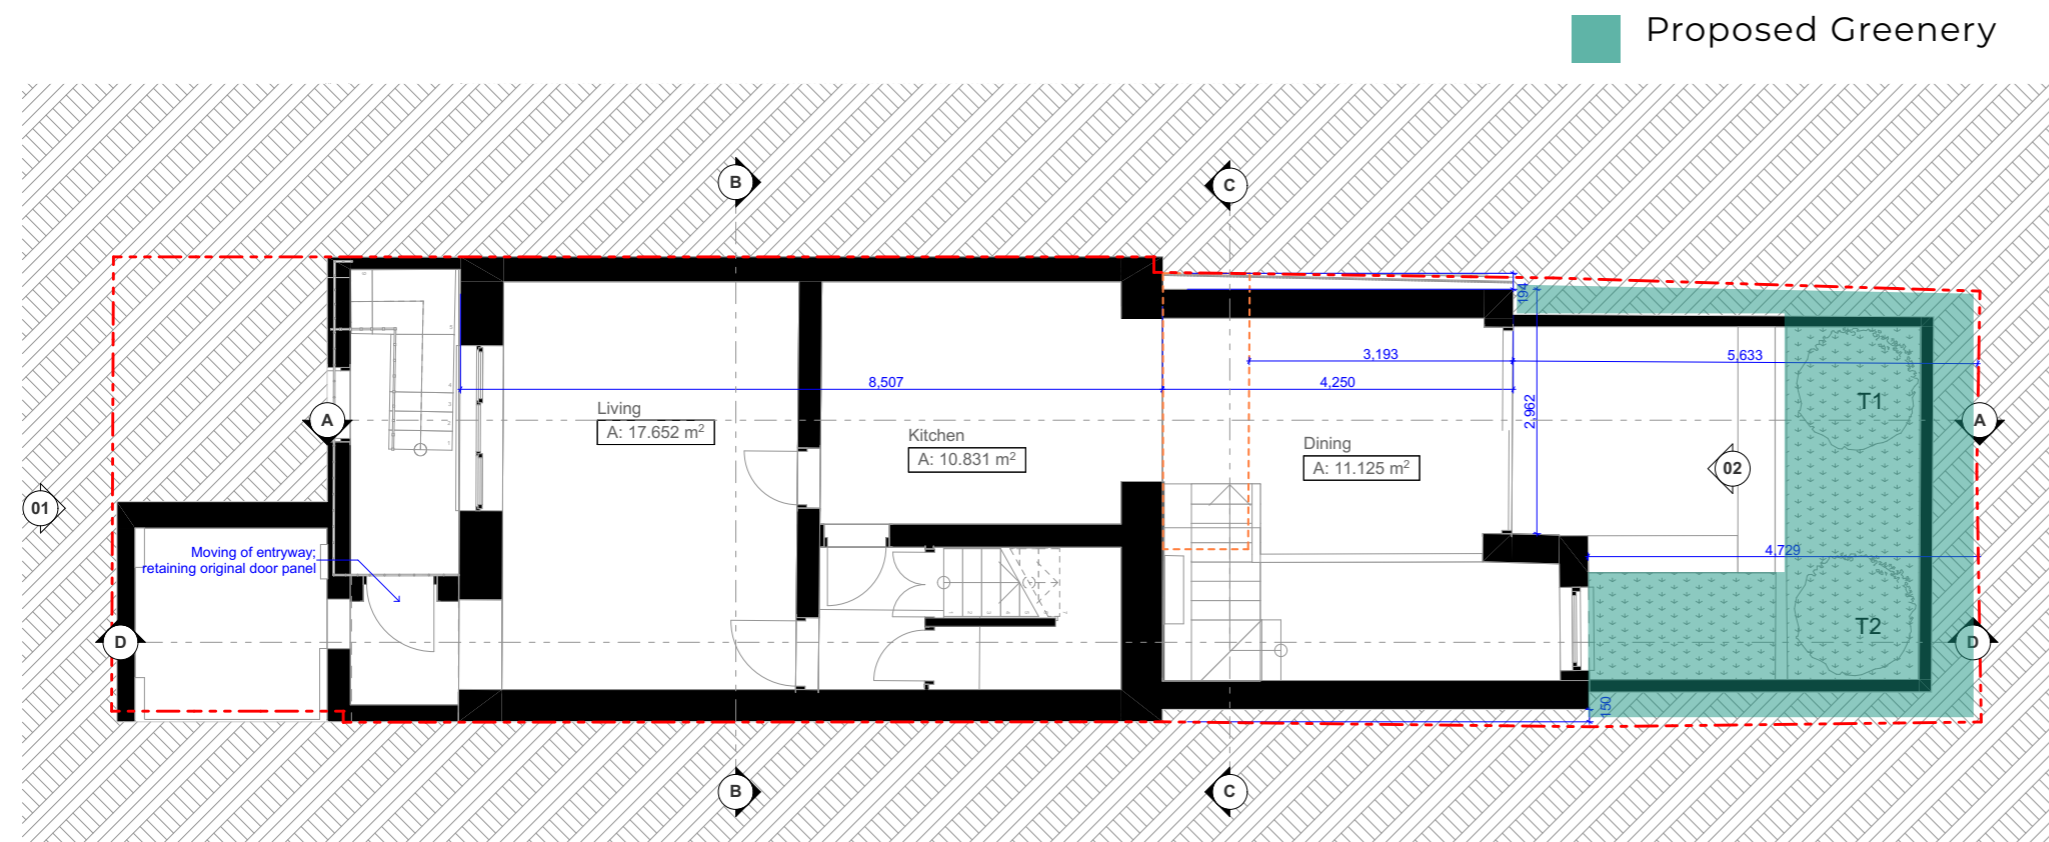 Proposed Greenery
B
C
194
3,193
5,633
8,507
4,250
2,962
Living
A: 17.652 m²
Kitchen
A: 10.831 m²
Dining
A: 11.125 m²
T1
A
A
02
01
Moving of entryway;
retaining original door panel
4,729
T2
D
D
150
B
C